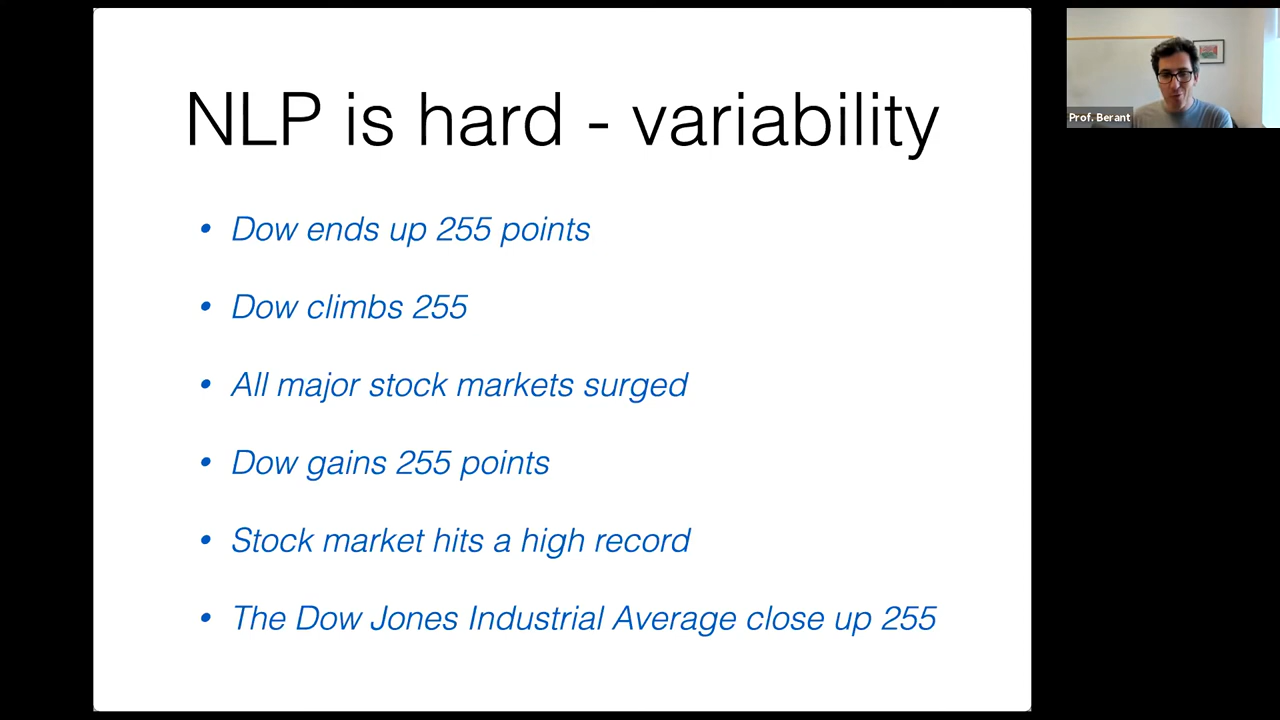 NLP is hard - variability
• Dow ends up 255 points
• Dow climbs 255
• All major stock markets surged
• Dow gains 255 points
• Stock market hits a high record
• The Dow Jones Industrial Average close up 255
Prof. Berant